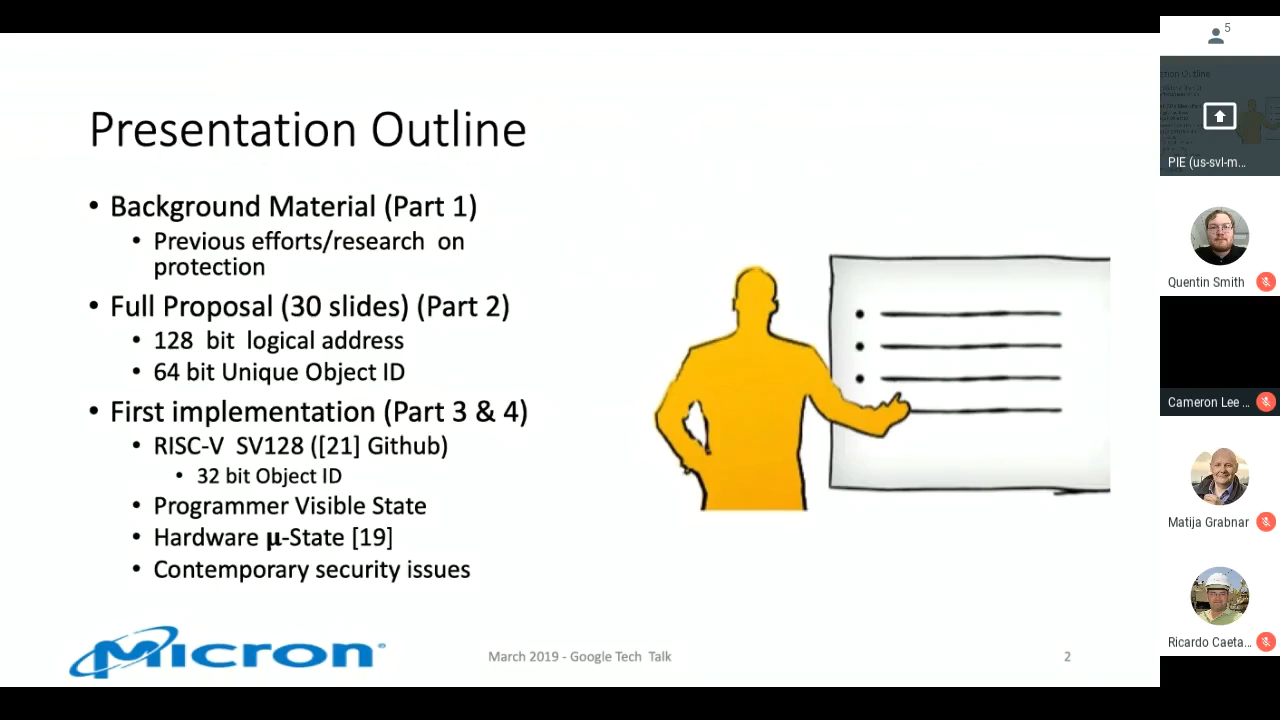 Presentation Outline
• Background Material (Part 1)
• Previous efforts/research on
protection
• Full Proposal (30 slides) (Part 2)
• 128 bit logical address
• 64 bit Unique Object ID
• First implementation (Part 3 & 4)
• RISC-V SV128 ([21] Github)
• 32 bit Object ID
• Programmer Visible State
• Hardware µ-State [19]
• Contemporary security issues
Micron®
March 2019 - Google Tech Talk
2
5
PIE (us-svl-m...
Quentin Smith
Cameron Lee ...
Matija Grabnar
Ricardo Caeta...